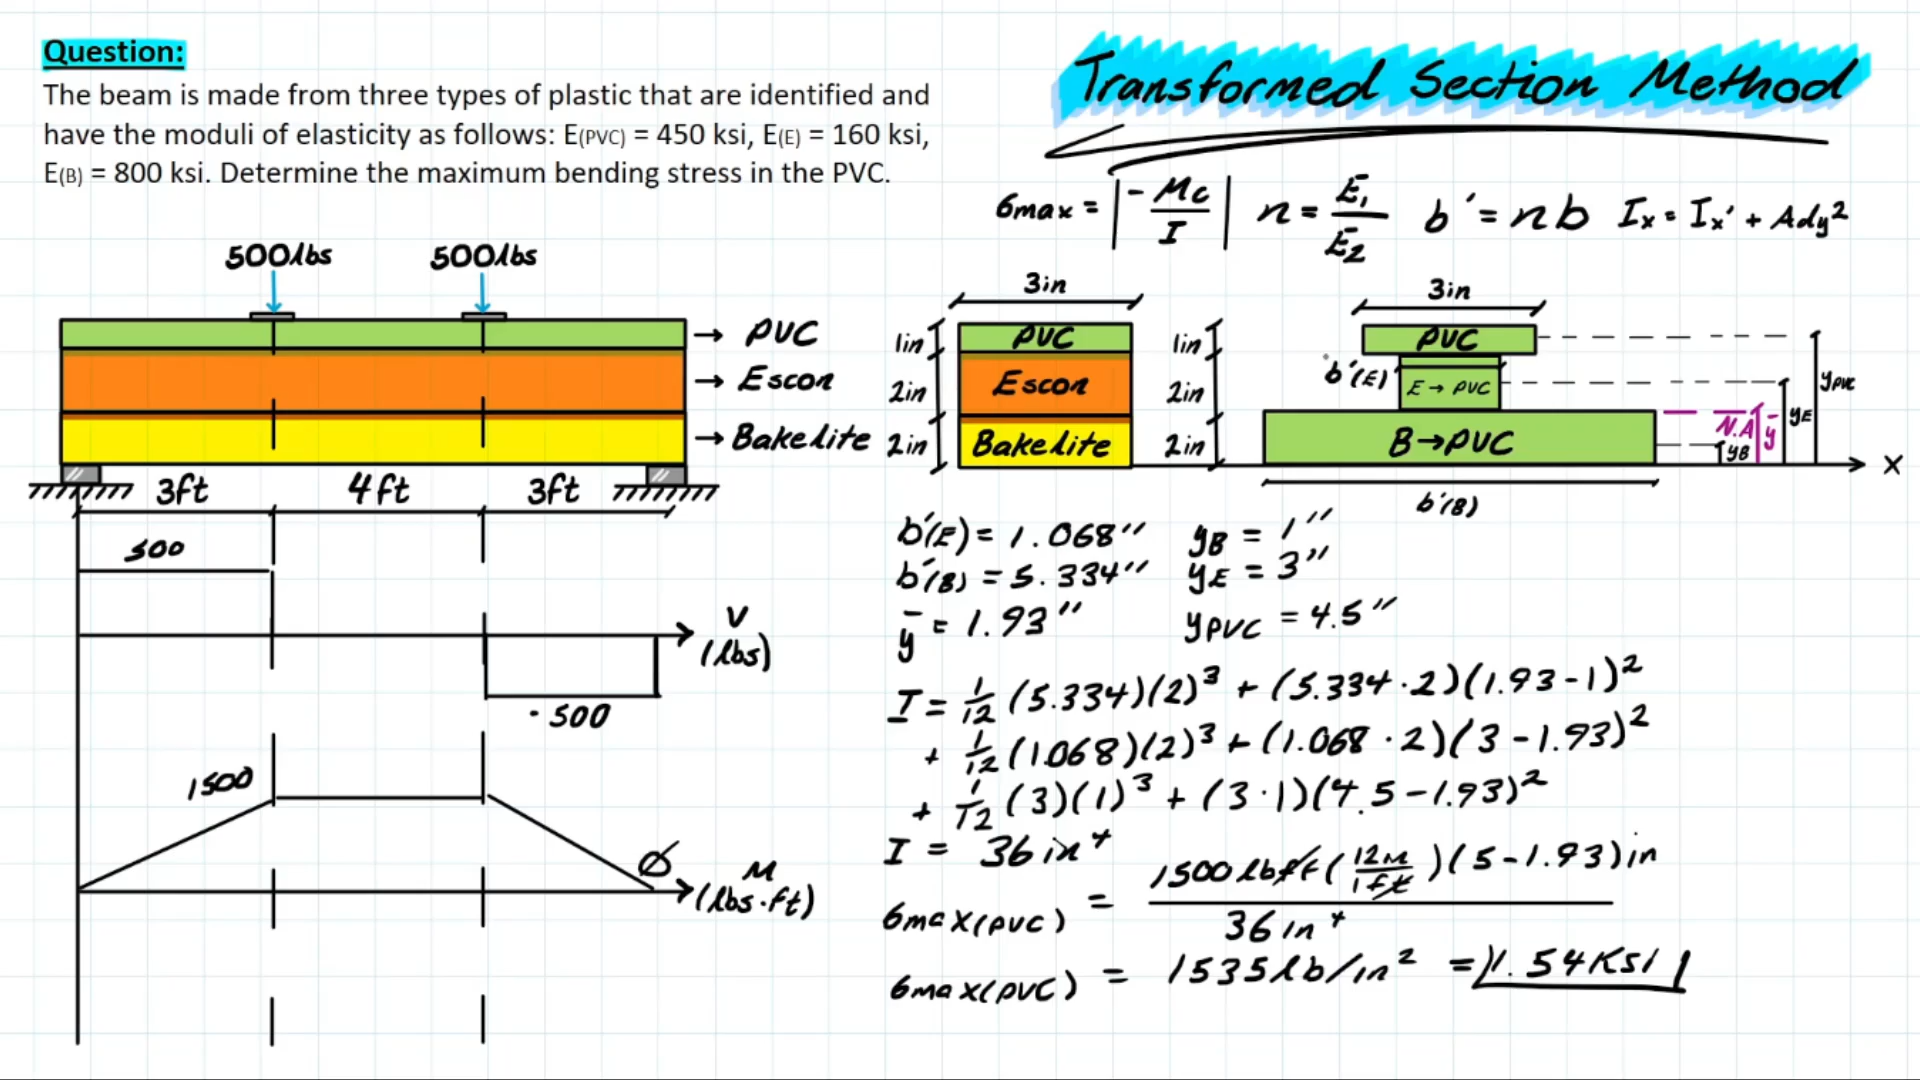 Question:
The beam is made from three types of plastic that are identified and
have the moduli of elasticity as follows: E(PVC) = 450 ksi, E(E) = 160 ksi,
E(B) = 800 ksi. Determine the maximum bending stress in the PVC.
Transformed Section Method
σmax = |-Mc/I| n = E1/E2 b' = nb Ix = Ix' + Ady²
500lbs 500lbs
→ PVC
→ Escon
→ Bakelite
3ft 4ft 3ft
500
V
(lbs)
-500
1500
∅
M
(lbs·ft)
3in
1in PVC
2in Escon
2in Bakelite
3in
1in PVC
2in b'(E) E→PVC
2in B→PVC
b'(B)
N.A ȳ yB yE yPVC
x
b'(E) = 1.068" yB = 1"
b'(B) = 5.334" yE = 3"
ȳ = 1.93" yPVC = 4.5"
I = 1/12 (5.334)(2)³ + (5.334·2)(1.93-1)²
+ 1/12 (1.068)(2)³ + (1.068·2)(3-1.93)²
+ 1/12 (3)(1)³ + (3·1)(4.5-1.93)²
I = 36 in⁴
σmax(PVC) = 1500 lb·ft (12in/1ft)(5-1.93)in / 36 in⁴
σmax(PVC) = 1535 lb/in² = 1.54 Ksi